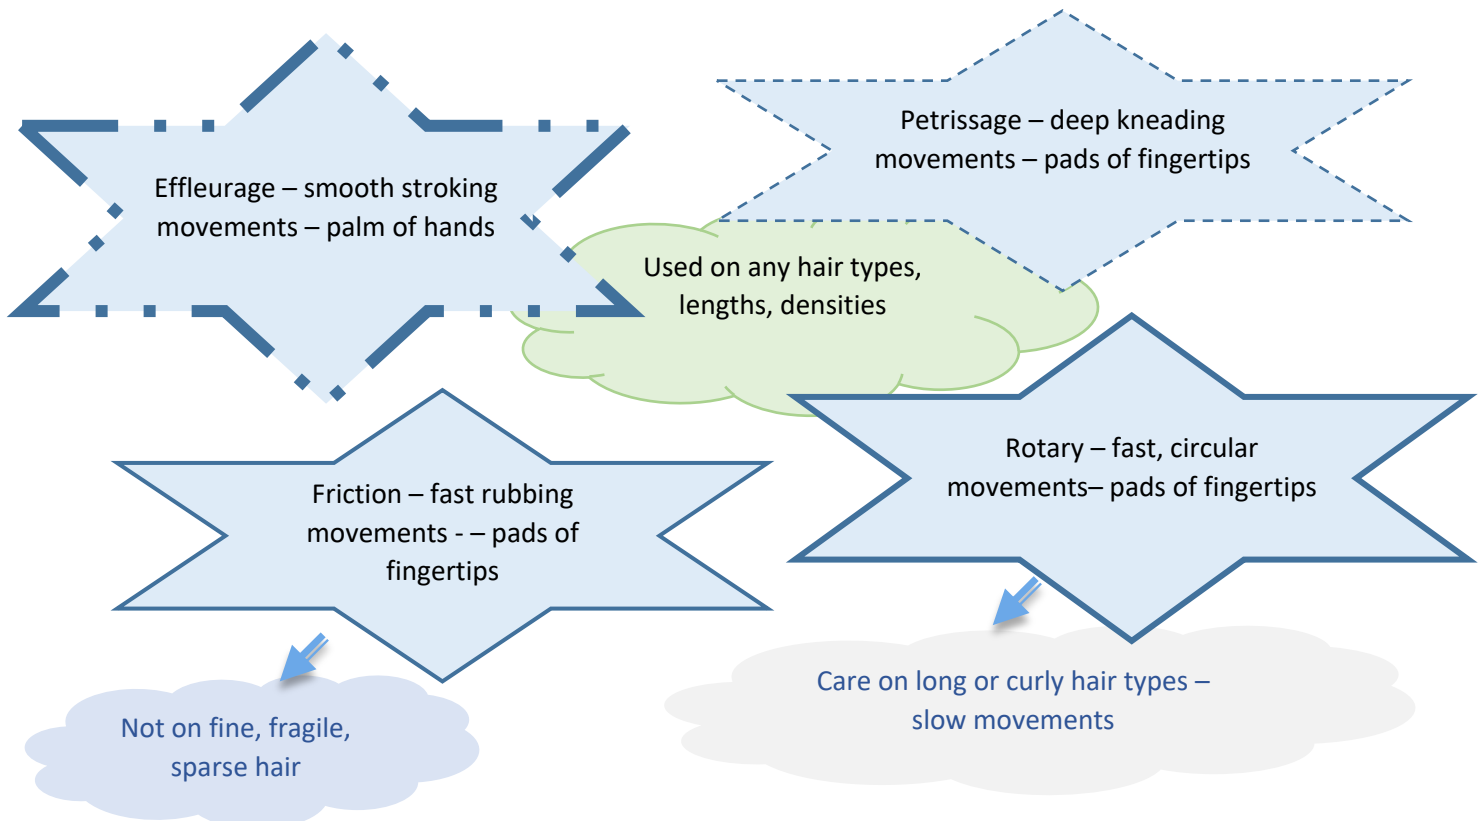 Petrissage – deep kneading
movements – pads of fingertips
Effleurage – smooth stroking
movements – palm of hands
Used on any hair types,
lengths, densities
Rotary – fast, circular
movements– pads of fingertips
Friction – fast rubbing
movements - – pads of
fingertips
Care on long or curly hair types –
slow movements
Not on fine, fragile,
sparse hair